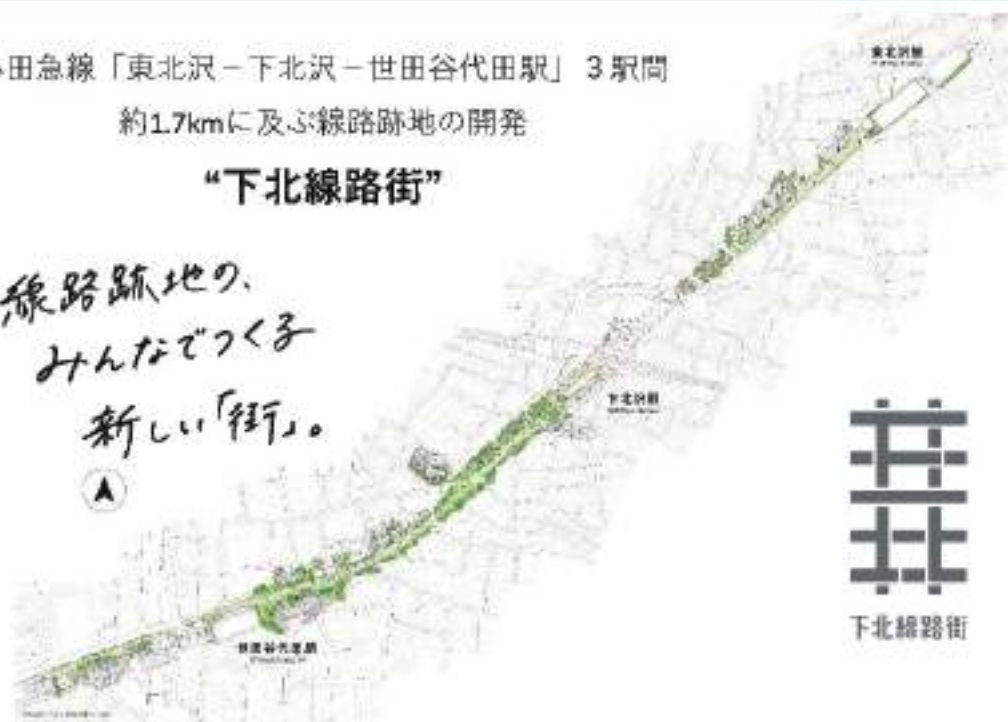 田急線「東北沢－下北沢－世田谷代田駅」３駅間
約1.7kmに及ぶ線路跡地の開発
“下北線路街”
線路跡地の、
みんなでつくる
新しい「街」。
東北沢駅
下北沢駅
世田谷代田駅
下北線路街